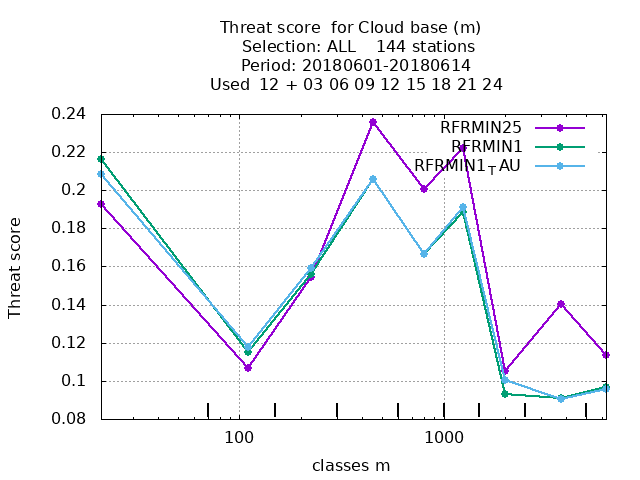 Threat score  for Cloud base (m)
Selection: ALL    144 stations
Period: 20180601-20180614
Used  12 + 03 06 09 12 15 18 21 24
RFRMIN25
RFRMIN1
RFRMIN1TAU
Threat score
0.24
0.22
0.2
0.18
0.16
0.14
0.12
0.1
0.08
100
1000
classes m